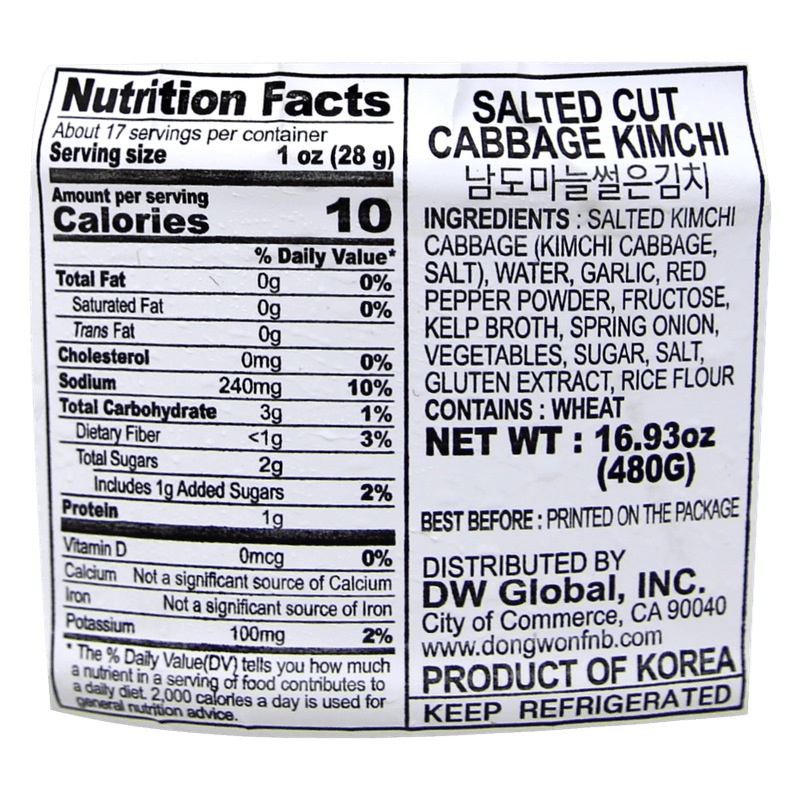 Nutrition Facts
About 17 servings per container
Serving size 1 oz (28 g)
Amount per serving
Calories 10
% Daily Value*
Total Fat 0g 0%
Saturated Fat 0g 0%
Trans Fat 0g
Cholesterol 0mg 0%
Sodium 240mg 10%
Total Carbohydrate 3g 1%
Dietary Fiber <1g 3%
Total Sugars 2g
Includes 1g Added Sugars 2%
Protein 1g
Vitamin D 0mcg 0%
Calcium Not a significant source of Calcium
Iron Not a significant source of Iron
Potassium 100mg 2%
* The % Daily Value(DV) tells you how much
a nutrient in a serving of food contributes to
a daily diet. 2,000 calories a day is used for
general nutrition advice.
SALTED CUT
CABBAGE KIMCHI
남도마늘썰은김치
INGREDIENTS : SALTED KIMCHI
CABBAGE (KIMCHI CABBAGE,
SALT), WATER, GARLIC, RED
PEPPER POWDER, FRUCTOSE,
KELP BROTH, SPRING ONION,
VEGETABLES, SUGAR, SALT,
GLUTEN EXTRACT, RICE FLOUR
CONTAINS : WHEAT
NET WT : 16.93oz
(480G)
BEST BEFORE : PRINTED ON THE PACKAGE
DISTRIBUTED BY
DW Global, INC.
City of Commerce, CA 90040
www.dongwonfnb.com
PRODUCT OF KOREA
KEEP REFRIGERATED